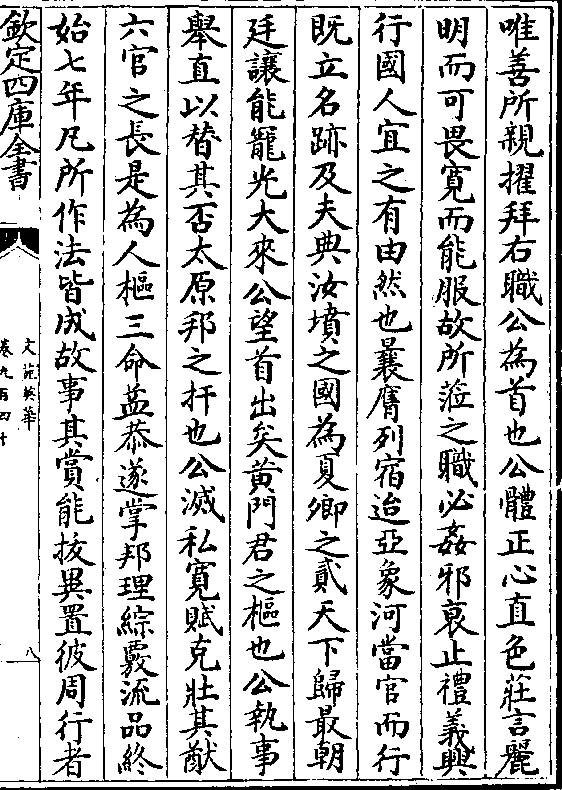 唯善所親擢拜右職公為首也公體正心直色莊言麗
明而可畏寛而能服故所蒞之職必姦邪裒止禮義興
行國人宜之有由然也曩膺列宿迨亞象河當官而行
既立名跡及夫典汝墳之國為夏卿之貳天下歸最朝
廷讓能寵光大來公望首出矣黄門君之樞也公執事
舉直以替其否太原邦之扞也公滅私寛賦克壯其猷
六官之長是為人樞三命益恭遂掌邦理綜覈流品終
始七年凡所作法皆成故事其賞能拔異置彼周行者
欽定四庫全書
文苑英華
卷九百四十
八